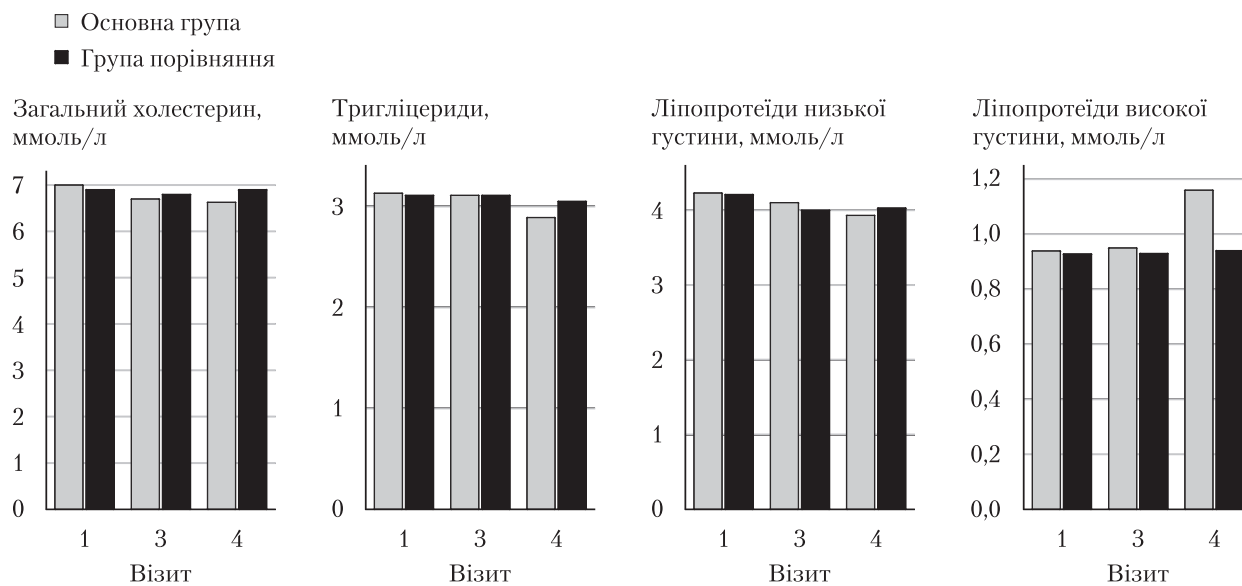 Основна група
Група порівняння
Загальний холестерин,
ммоль/л
7
6
5
4
3
2
1
0
1 3 4
Візит
Тригліцериди,
ммоль/л
3
2
1
0
1 3 4
Візит
Ліпопротеїди низької
густини, ммоль/л
4
3
2
1
0
1 3 4
Візит
Ліпопротеїди високої
густини, ммоль/л
1,2
1,0
0,8
0,6
0,4
0,2
0,0
1 3 4
Візит